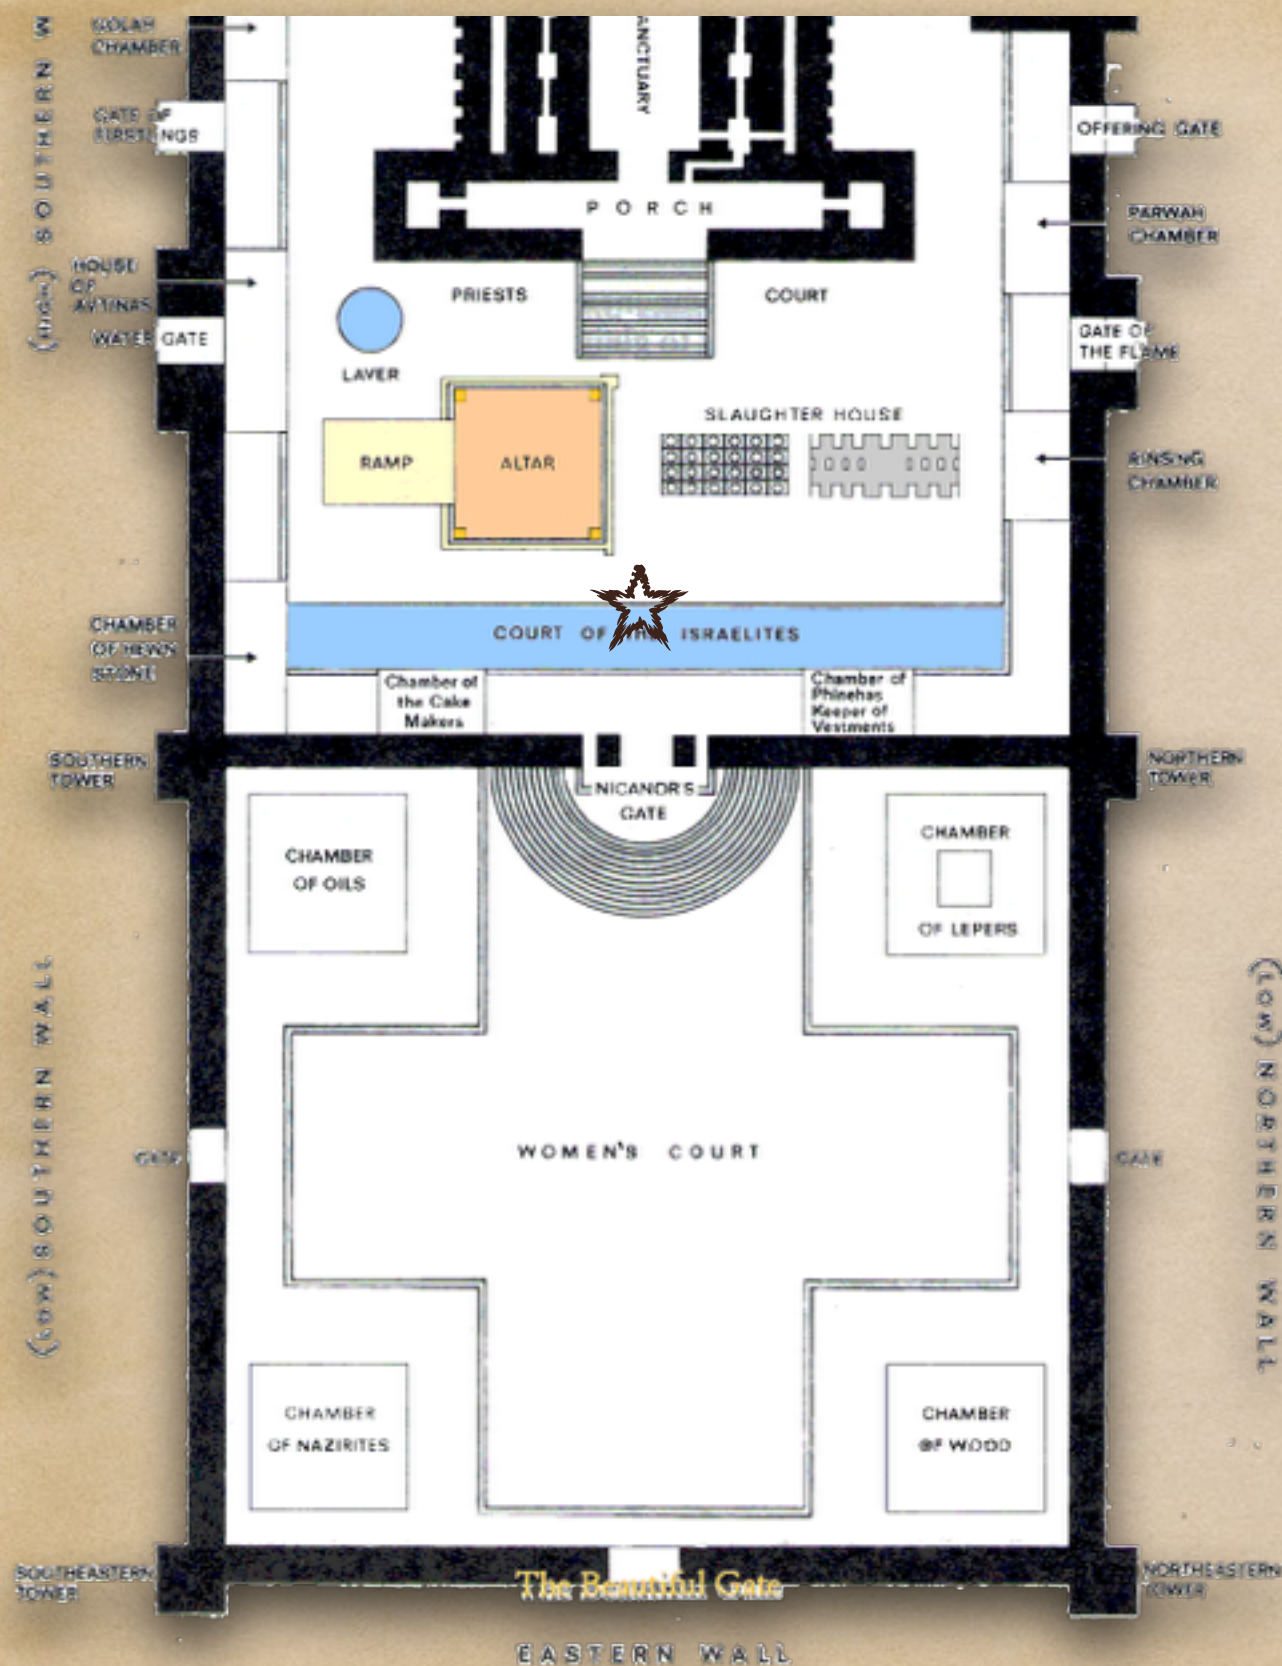 CHAMBER
ANCTUARY
GATE OF
FIRSTLINGS
OFFERING GATE
PORCH
PARWAH
CHAMBER
(HIGH) SOUTHERN
HOUSE
OF
AVTINAS
PRIESTS COURT
WATER GATE
GATE OF
THE FLAME
LAVER
SLAUGHTER HOUSE
RAMP
ALTAR
RINSING
CHAMBER
CHAMBER
OF HEWN
STONE
COURT OF THE ISRAELITES
Chamber of
the Cake
Makers
Chamber of
Phinehas
Keeper of
Vestments
SOUTHERN
TOWER
NORTHERN
TOWER
NICANOR'S
GATE
CHAMBER
OF OILS
CHAMBER
OF LEPERS
(LOW) SOUTHERN WALL
(LOW) NORTHERN WALL
GATE
WOMEN'S COURT
GATE
CHAMBER
OF NAZIRITES
CHAMBER
OF WOOD
SOUTHEASTERN
TOWER
The Beautiful Gate
NORTHEASTERN
TOWER
EASTERN WALL